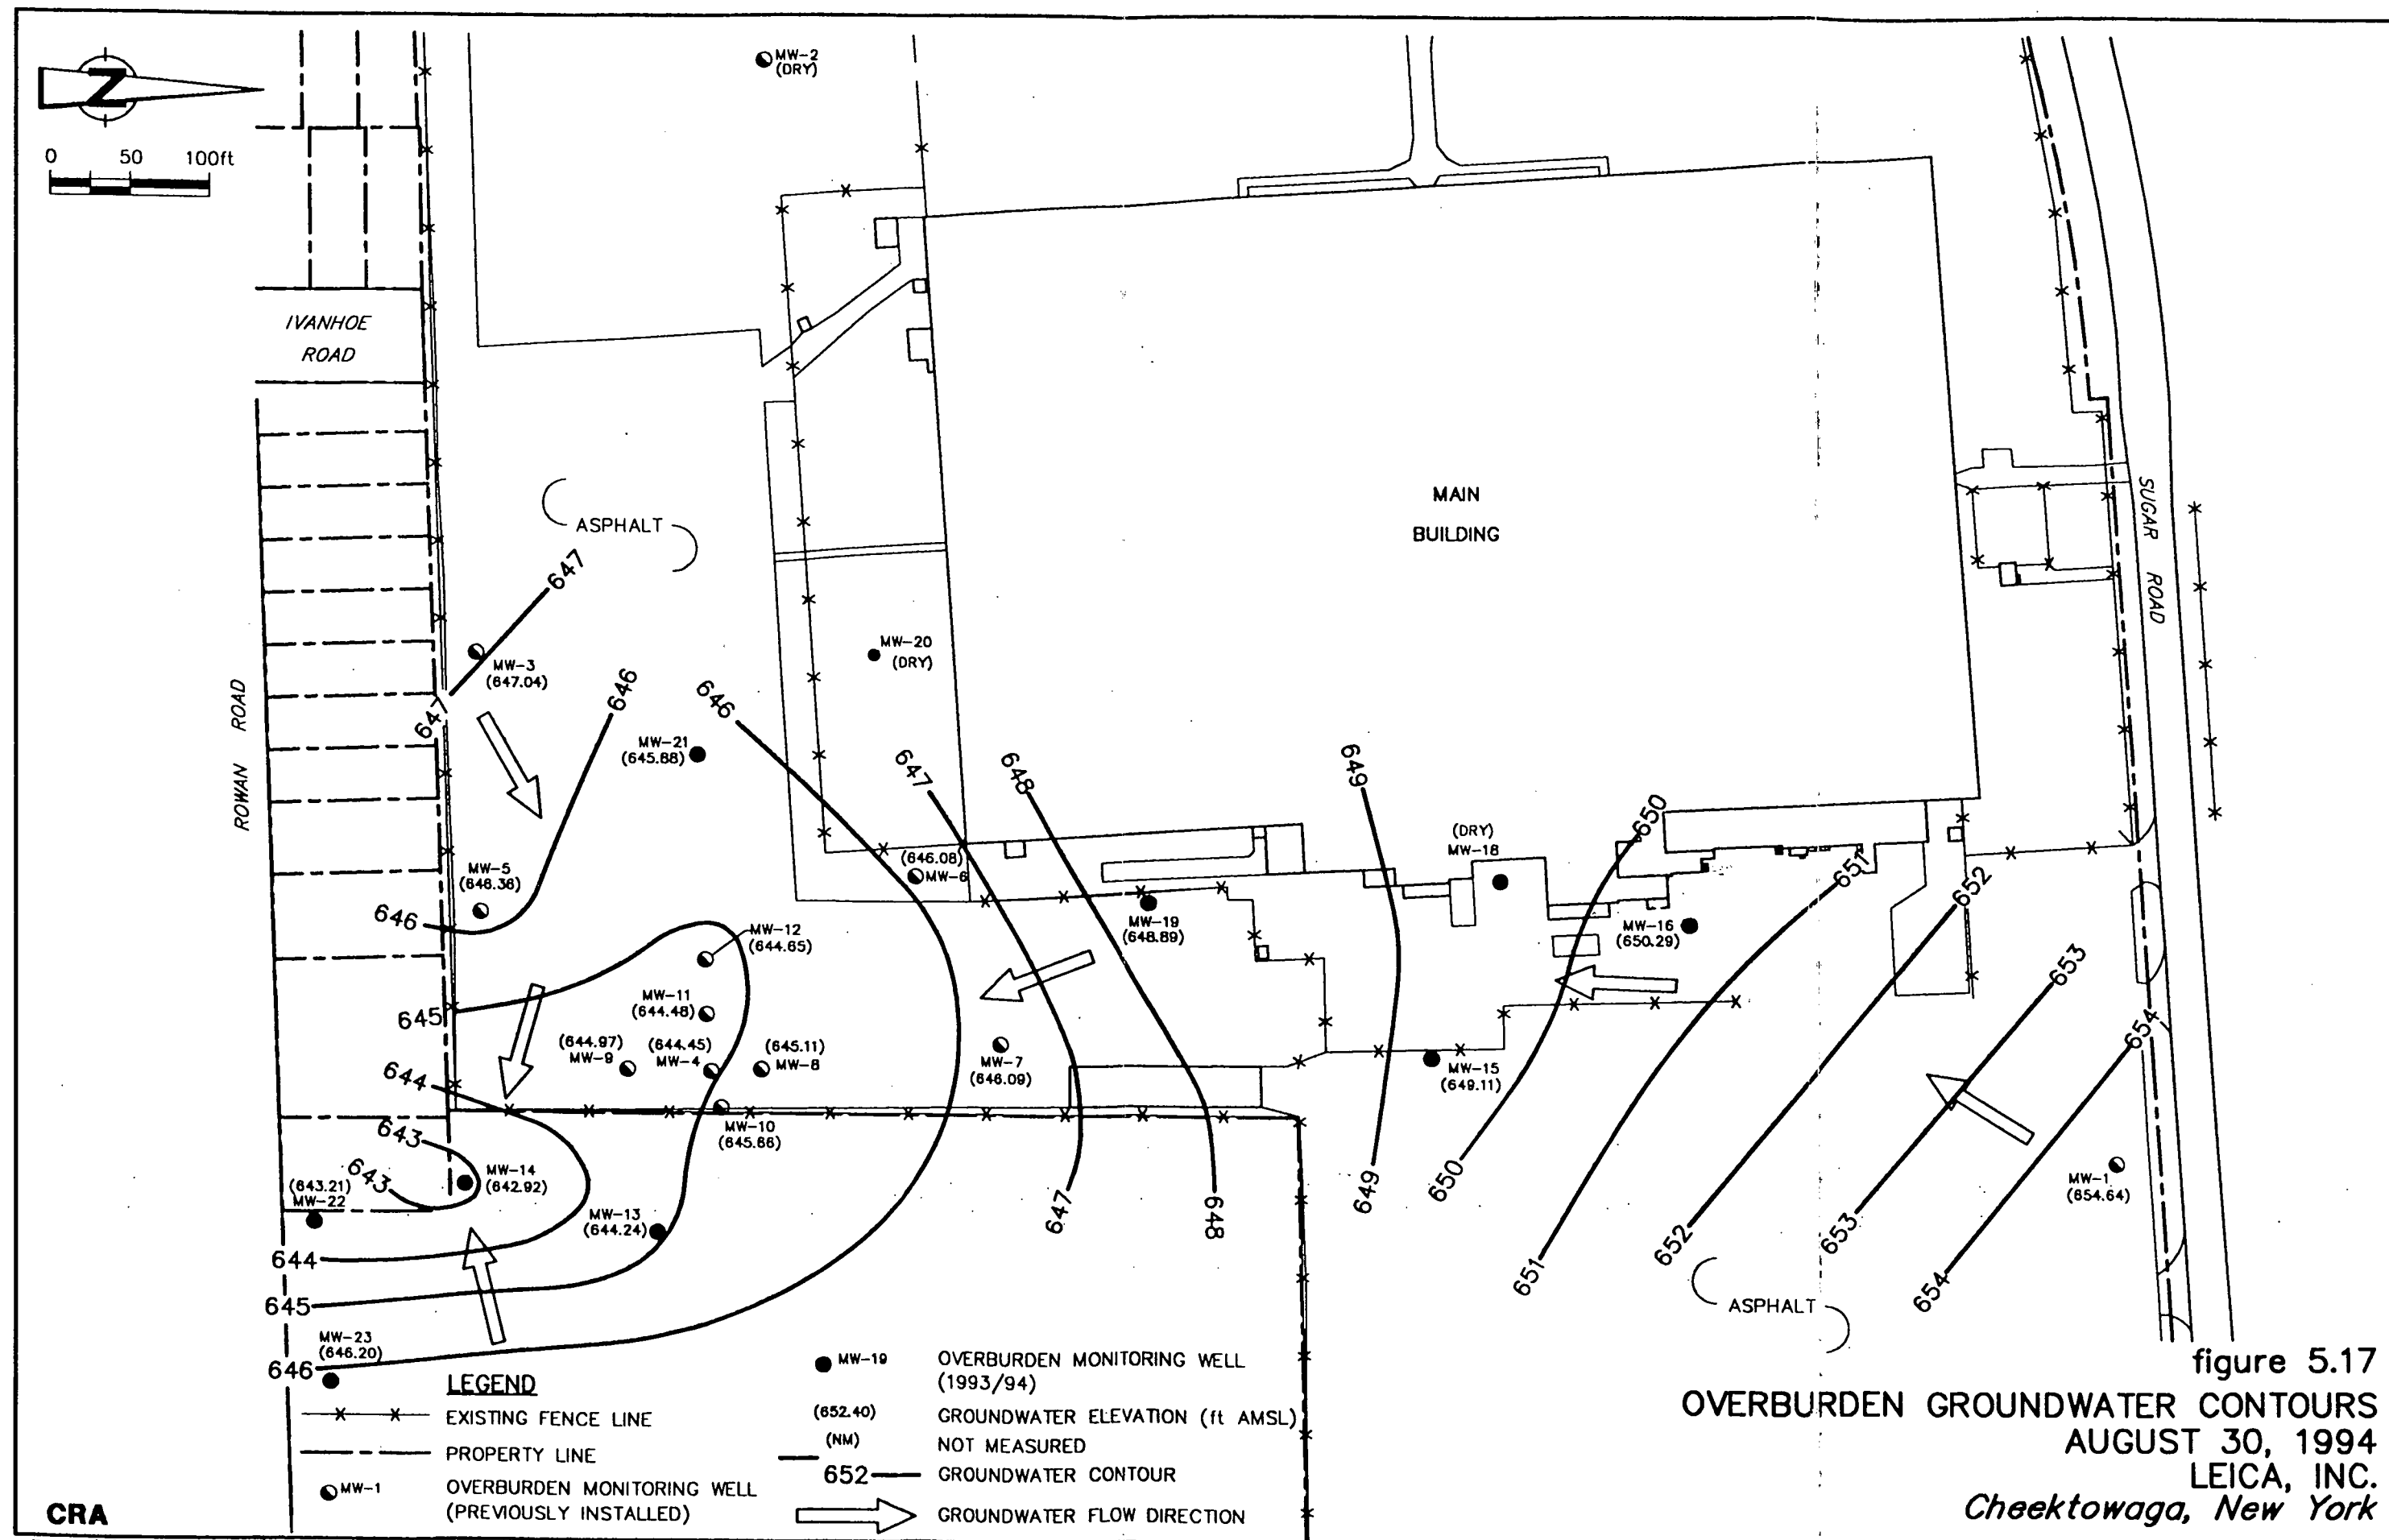 MW-2
(DRY)
N
0 50 100ft
IVANHOE
ROAD
ASPHALT
MAIN
BUILDING
SUGAR ROAD
647
MW-3
(647.04)
647
MW-20
(DRY)
ROWAN ROAD
646
646
MW-21
(645.88)
647
648
649
650
(DRY)
MW-18
MW-5
(646.36)
646
(646.08)
MW-6
651
652
MW-19
(648.89)
MW-16
(650.29)
MW-12
(644.65)
653
654
645
MW-11
(644.48)
(644.97)
MW-9
(644.45)
MW-4
(645.11)
MW-8
MW-7
(646.09)
MW-15
(649.11)
644
643
MW-10
(645.66)
643
MW-14
(642.92)
(643.21)
MW-22
MW-13
(644.24)
MW-1
(654.64)
647
648
649
650
651
652
653
654
644
645
646
MW-23
(646.20)
ASPHALT
LEGEND
EXISTING FENCE LINE
PROPERTY LINE
MW-1 OVERBURDEN MONITORING WELL
(PREVIOUSLY INSTALLED)
MW-19 OVERBURDEN MONITORING WELL
(1993/94)
(652.40) GROUNDWATER ELEVATION (ft AMSL)
(NM) NOT MEASURED
652 GROUNDWATER CONTOUR
GROUNDWATER FLOW DIRECTION
CRA
figure 5.17
OVERBURDEN GROUNDWATER CONTOURS
AUGUST 30, 1994
LEICA, INC.
Cheektowaga, New York